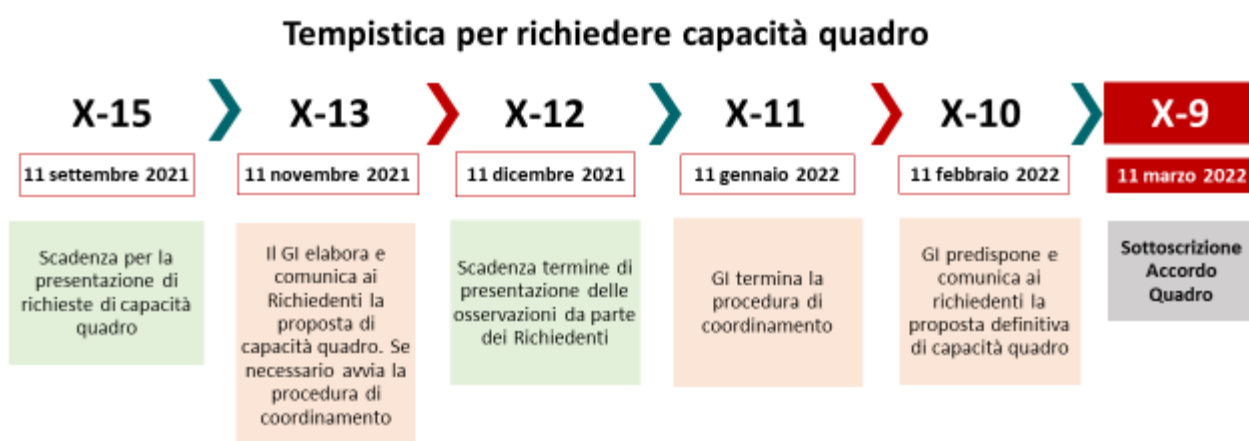 Tempistica per richiedere capacità quadro
X-15
X-13
X-12
X-11
X-10
X-9
11 settembre 2021
11 novembre 2021
11 dicembre 2021
11 gennaio 2022
11 febbraio 2022
11 marzo 2022
Scadenza per la
presentazione di
richieste di capacità
quadro
Il GI elabora e
comunica ai
Richiedenti la
proposta di
capacità quadro. Se
necessario avvia la
procedura di
coordinamento
Scadenza termine di
presentazione delle
osservazioni da parte
dei Richiedenti
GI termina la
procedura di
coordinamento
GI predispone e
comunica ai
richiedenti la
proposta definitiva
di capacità quadro
Sottoscrizione
Accordo
Quadro